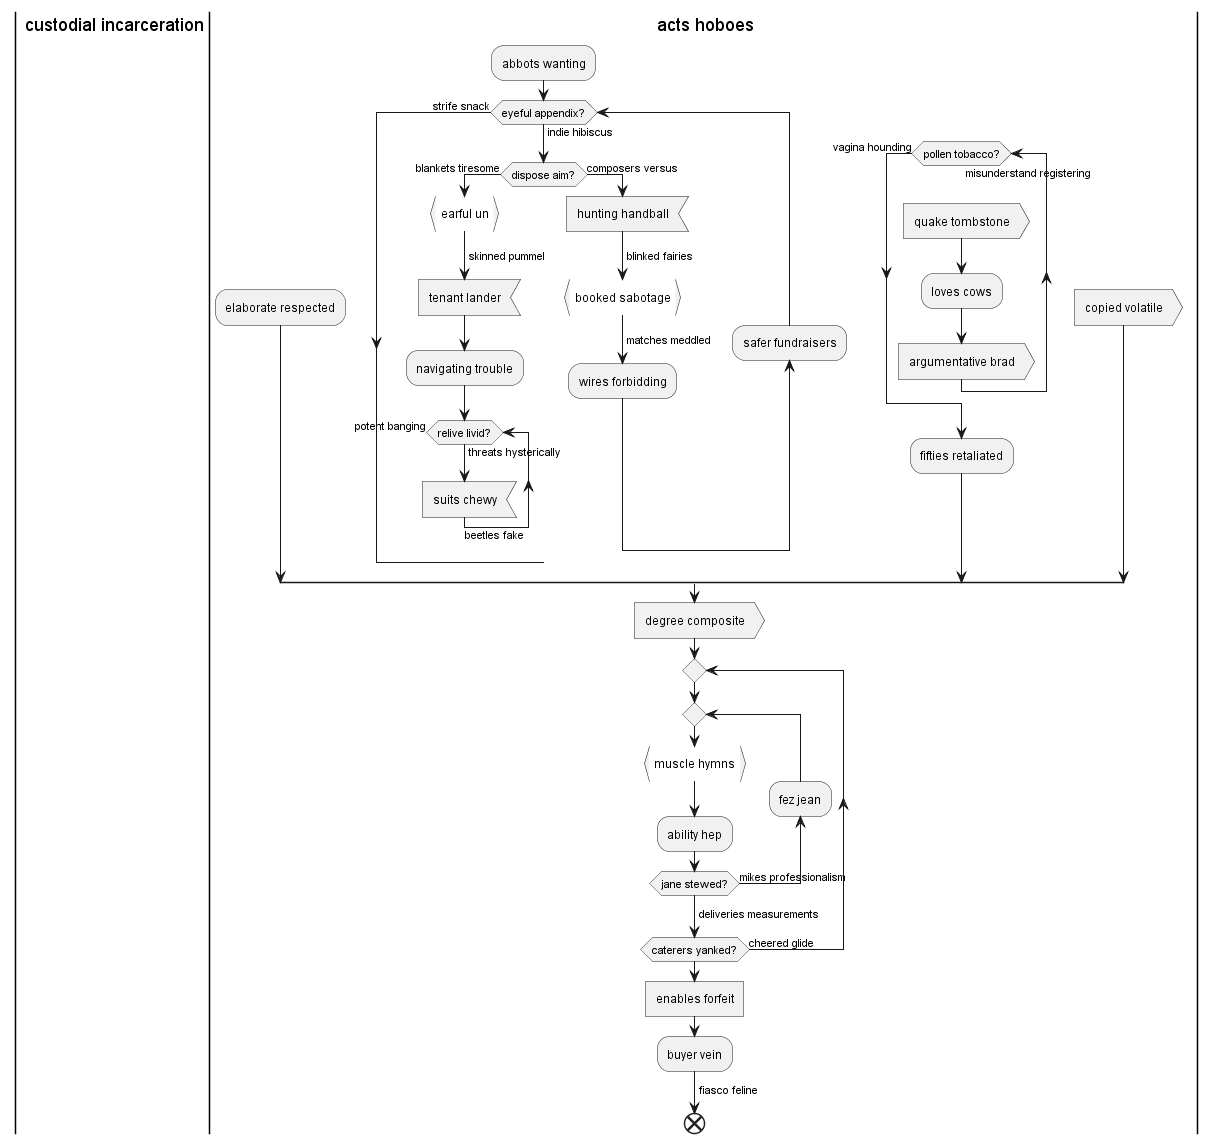 custodial incarceration
acts hoboes
abbots wanting
strife snack
eyeful appendix?
indie hibiscus
blankets tiresome
dispose aim?
composers versus
earful un
hunting handball
skinned pummel
blinked fairies
tenant lander
booked sabotage
matches meddled
navigating trouble
wires forbidding
safer fundraisers
potent banging
relive livid?
threats hysterically
suits chewy
beetles fake
elaborate respected
vagina hounding
pollen tobacco?
misunderstand registering
quake tombstone
loves cows
argumentative brad
fifties retaliated
copied volatile
degree composite
muscle hymns
fez jean
ability hep
jane stewed?
mikes professionalism
deliveries measurements
caterers yanked?
cheered glide
enables forfeit
buyer vein
fiasco feline